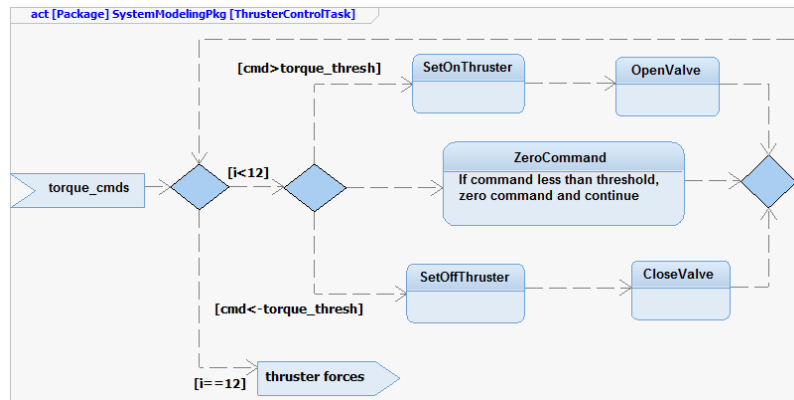 act [Package] SystemModelingPkg [ThrusterControlTask]
[cmd>torque_thresh]
SetOnThruster
OpenValve
ZeroCommand
If command less than threshold,
zero command and continue
[i<12]
torque_cmds
SetOffThruster
CloseValve
[cmd<-torque_thresh]
[i==12]
thruster forces